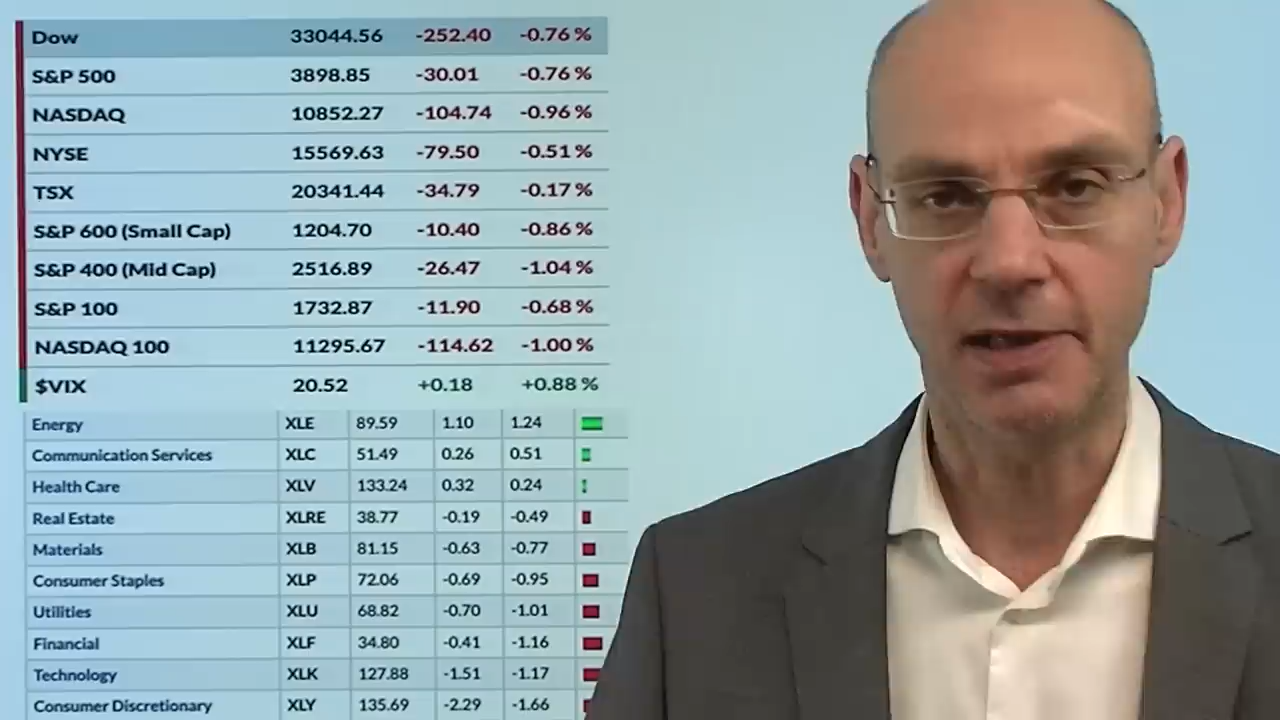 Dow 33044.56 -252.40 -0.76 %
S&P 500 3898.85 -30.01 -0.76 %
NASDAQ 10852.27 -104.74 -0.96 %
NYSE 15569.63 -79.50 -0.51 %
TSX 20341.44 -34.79 -0.17 %
S&P 600 (Small Cap) 1204.70 -10.40 -0.86 %
S&P 400 (Mid Cap) 2516.89 -26.47 -1.04 %
S&P 100 1732.87 -11.90 -0.68 %
NASDAQ 100 11295.67 -114.62 -1.00 %
$VIX 20.52 +0.18 +0.88 %
Energy XLE 89.59 1.10 1.24
Communication Services XLC 51.49 0.26 0.51
Health Care XLV 133.24 0.32 0.24
Real Estate XLRE 38.77 -0.19 -0.49
Materials XLB 81.15 -0.63 -0.77
Consumer Staples XLP 72.06 -0.69 -0.95
Utilities XLU 68.82 -0.70 -1.01
Financial XLF 34.80 -0.41 -1.16
Technology XLK 127.88 -1.51 -1.17
Consumer Discretionary XLY 135.69 -2.29 -1.66